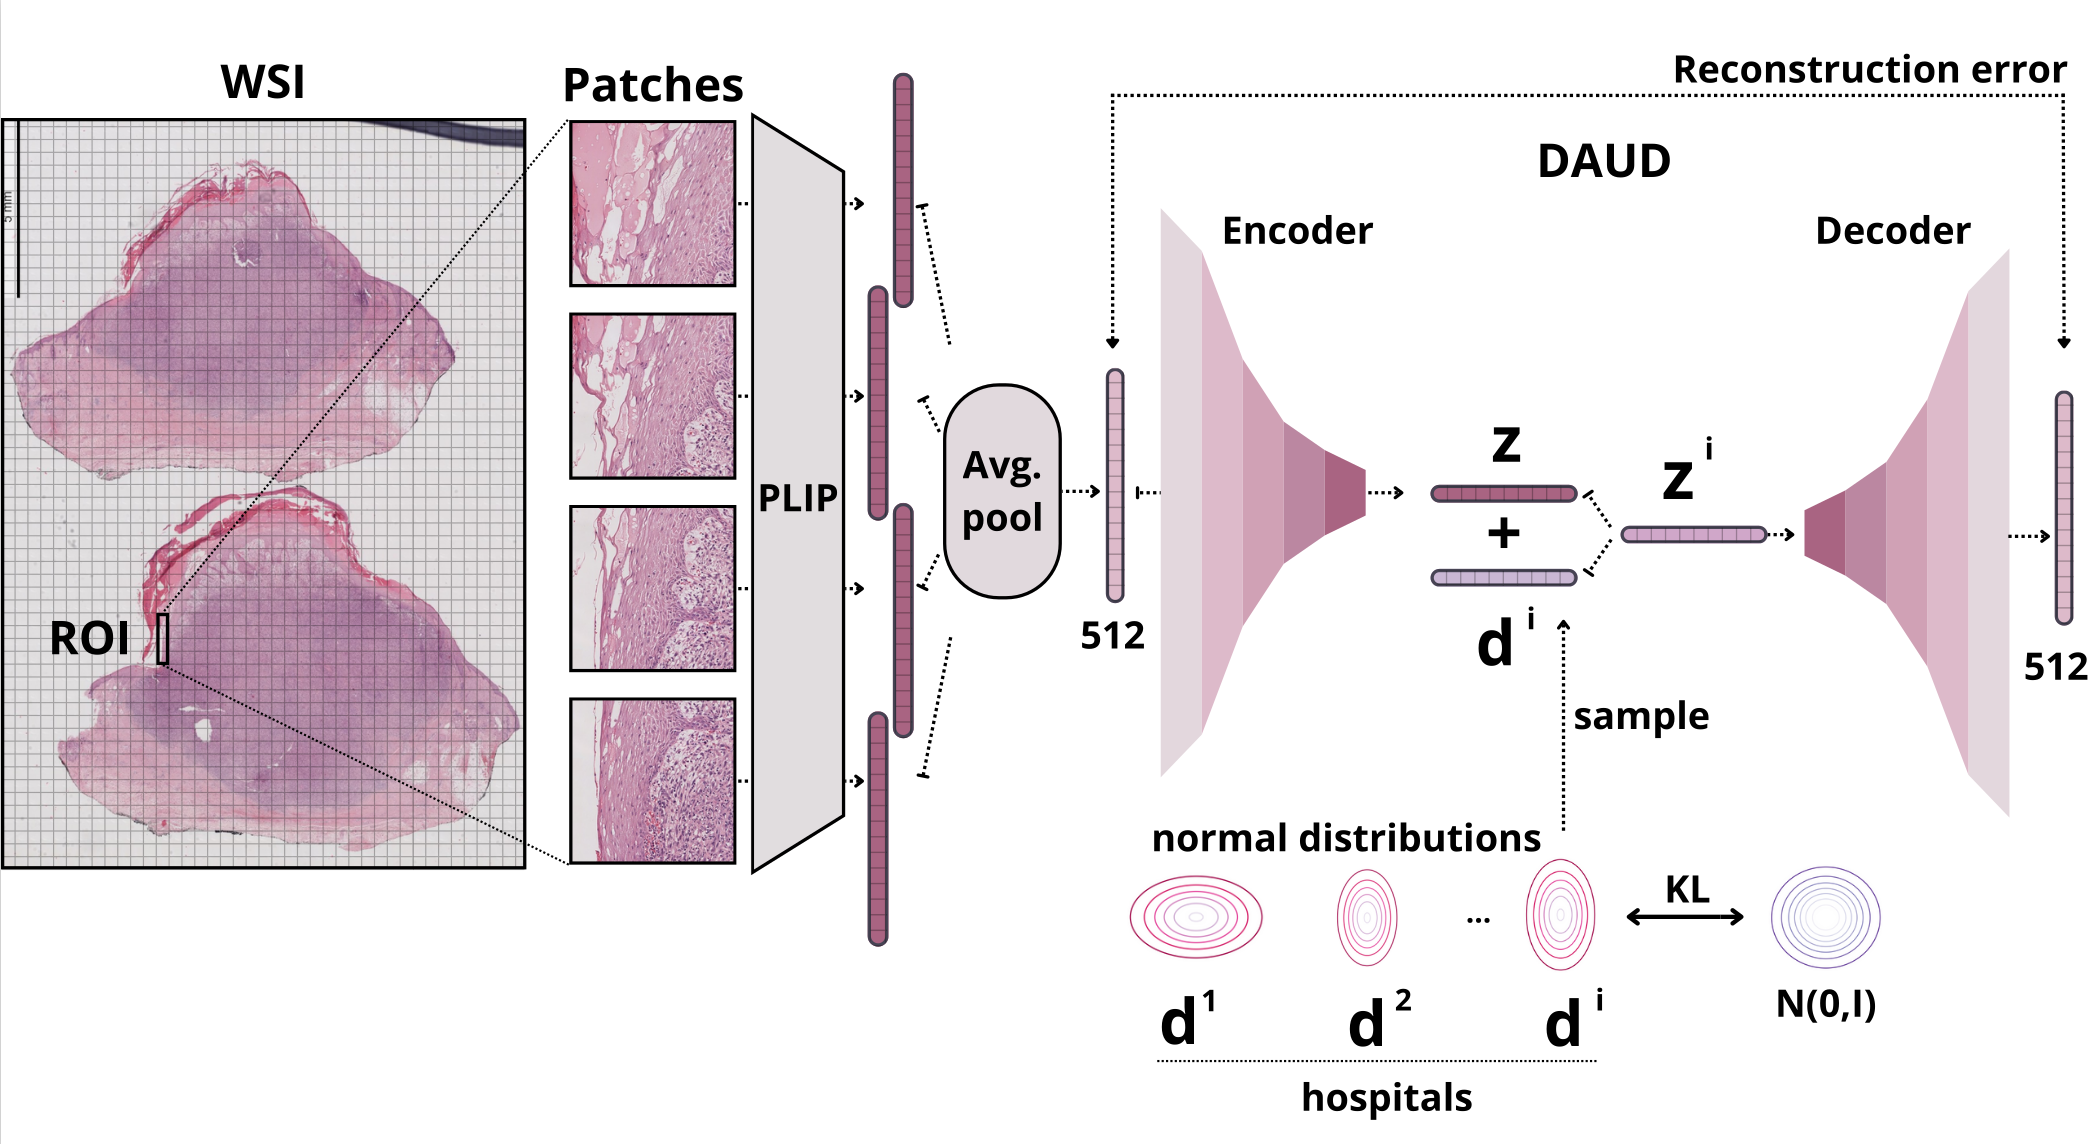 WSI
5 mm
ROI
Patches
PLIP
Avg.
pool
512
Reconstruction error
DAUD
Encoder
Decoder
z
+
d i
z i
512
sample
normal distributions
...
KL
d 1
d 2
d i
N(0,I)
hospitals